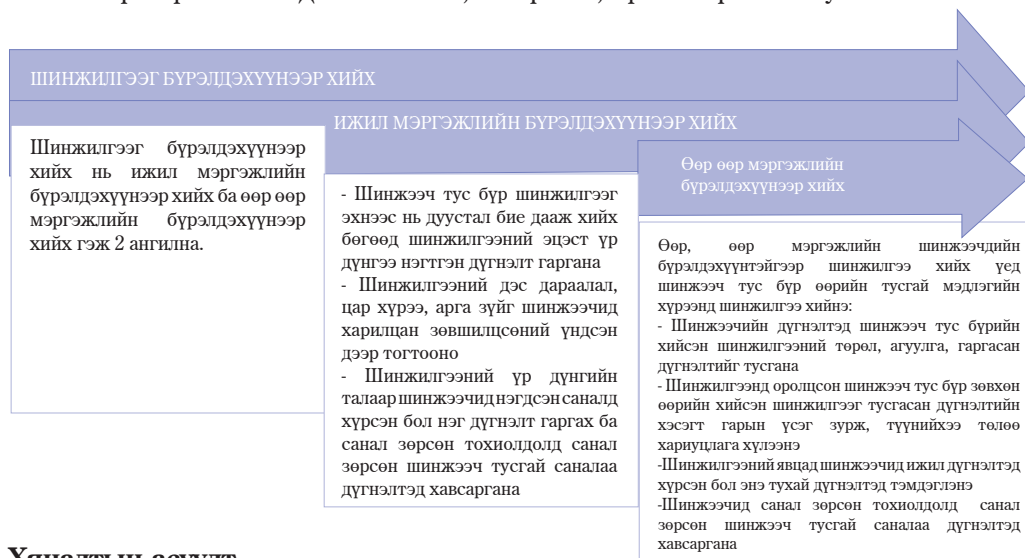 ШИНЖИЛГЭЭГ БҮРЭЛДЭХҮҮНЭЭР ХИЙХ
Шинжилгээг бүрэлдэхүүнээр
хийх нь ижил мэргэжлийн
бүрэлдэхүүнээр хийх ба өөр өөр
мэргэжлийн бүрэлдэхүүнээр
хийх гэж 2 ангилна.
ИЖИЛ МЭРГЭЖЛИЙН БҮРЭЛДЭХҮҮНЭЭР ХИЙХ
- Шинжээч тус бүр шинжилгээг
эхнээс нь дуустал бие дааж хийх
бөгөөд шинжилгээний эцэст үр
дүнгээ нэгтгэн дүгнэлт гаргана
- Шинжилгээний дэс дараалал,
цар хүрээ, арга зүйг шинжээчид
харилцан зөвшилцсөний үндсэн
дээр тогтооно
- Шинжилгээний үр дүнгийн
талаар шинжээчид нэгдсэн саналд
хүрсэн бол нэг дүгнэлт гаргах ба
санал зөрсөн тохиолдолд санал
зөрсөн шинжээч тусгай саналаа
дүгнэлтэд хавсаргана
Өөр өөр мэргэжлийн
бүрэлдэхүүнээр хийх
Өөр, өөр мэргэжлийн шинжээчдийн
бүрэлдэхүүнтэйгээр шинжилгээ хийх үед
шинжээч тус бүр өөрийн тусгай мэдлэгийн
хүрээнд шинжилгээ хийнэ:
- Шинжээчийн дүгнэлтэд шинжээч тус бүрийн
хийсэн шинжилгээний төрөл, агуулга, гаргасан
дүгнэлтийг тусгана
- Шинжилгээнд оролцсон шинжээч тус бүр зөвхөн
өөрийн хийсэн шинжилгээг тусгасан дүгнэлтийн
хэсэгт гарын үсэг зурж, түүнийхээ төлөө
хариуцлага хүлээнэ
-Шинжилгээний явцад шинжээчид ижил дүгнэлтэд
хүрсэн бол энэ тухай дүгнэлтэд тэмдэглэнэ
-Шинжээчид санал зөрсөн тохиолдолд санал
зөрсөн шинжээч тусгай саналаа дүгнэлтэд
хавсаргана